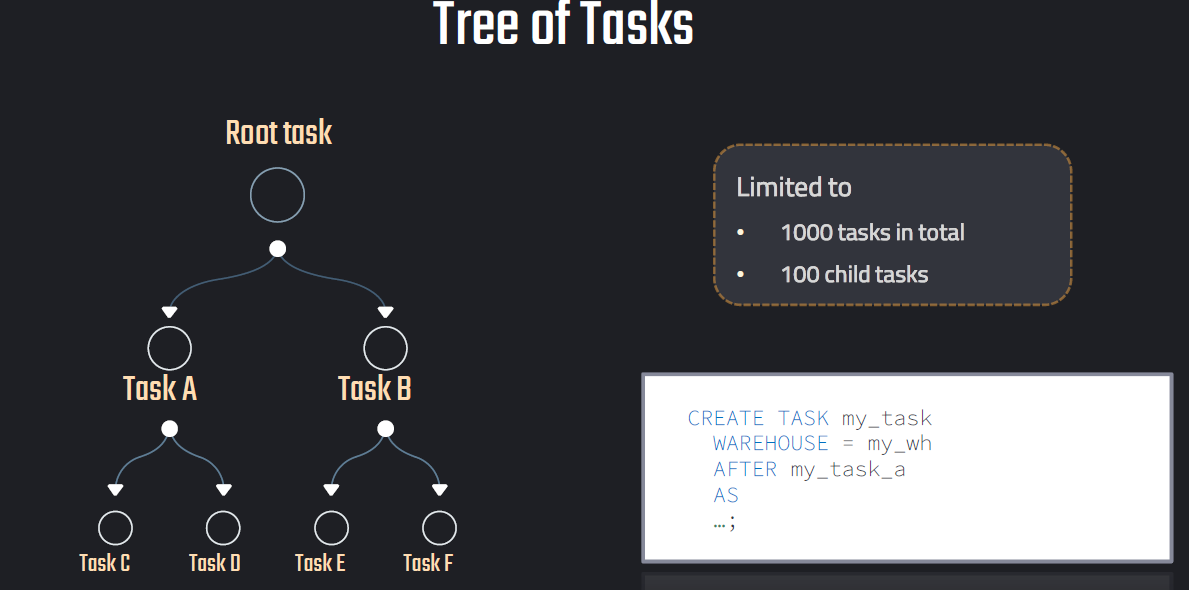 Tree of Tasks
Root task
Task A
Task B
Task C
Task D
Task E
Task F
Limited to
• 1000 tasks in total
• 100 child tasks
CREATE TASK my_task
WAREHOUSE = my_wh
AFTER my_task_a
AS
…;